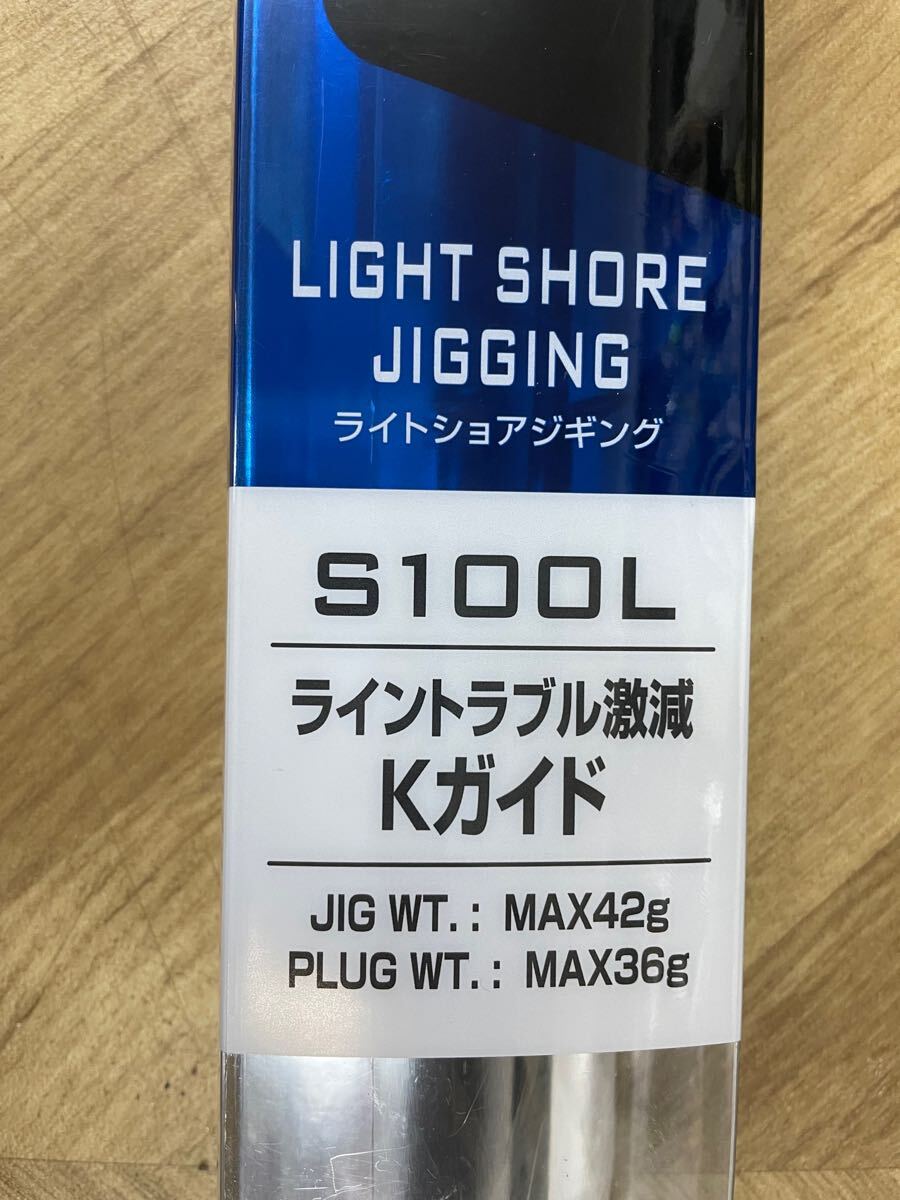 LIGHT SHORE
JIGGING
ライトショアジギング
S100L
ライントラブル激減
Kガイド
JIG WT.: MAX42g
PLUG WT.: MAX36g